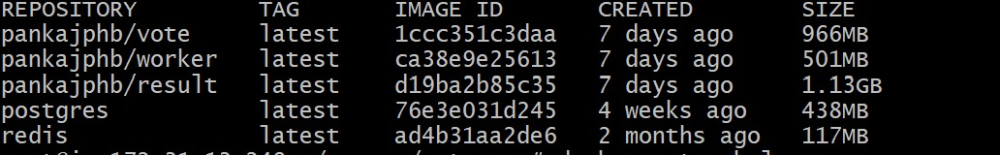 REPOSITORY TAG IMAGE ID CREATED SIZE
pankajphb/vote latest 1ccc351c3daa 7 days ago 966MB
pankajphb/worker latest ca38e9e25613 7 days ago 501MB
pankajphb/result latest d19ba2b85c35 7 days ago 1.13GB
postgres latest 76e3e031d245 4 weeks ago 438MB
redis latest ad4b31aa2de6 2 months ago 117MB